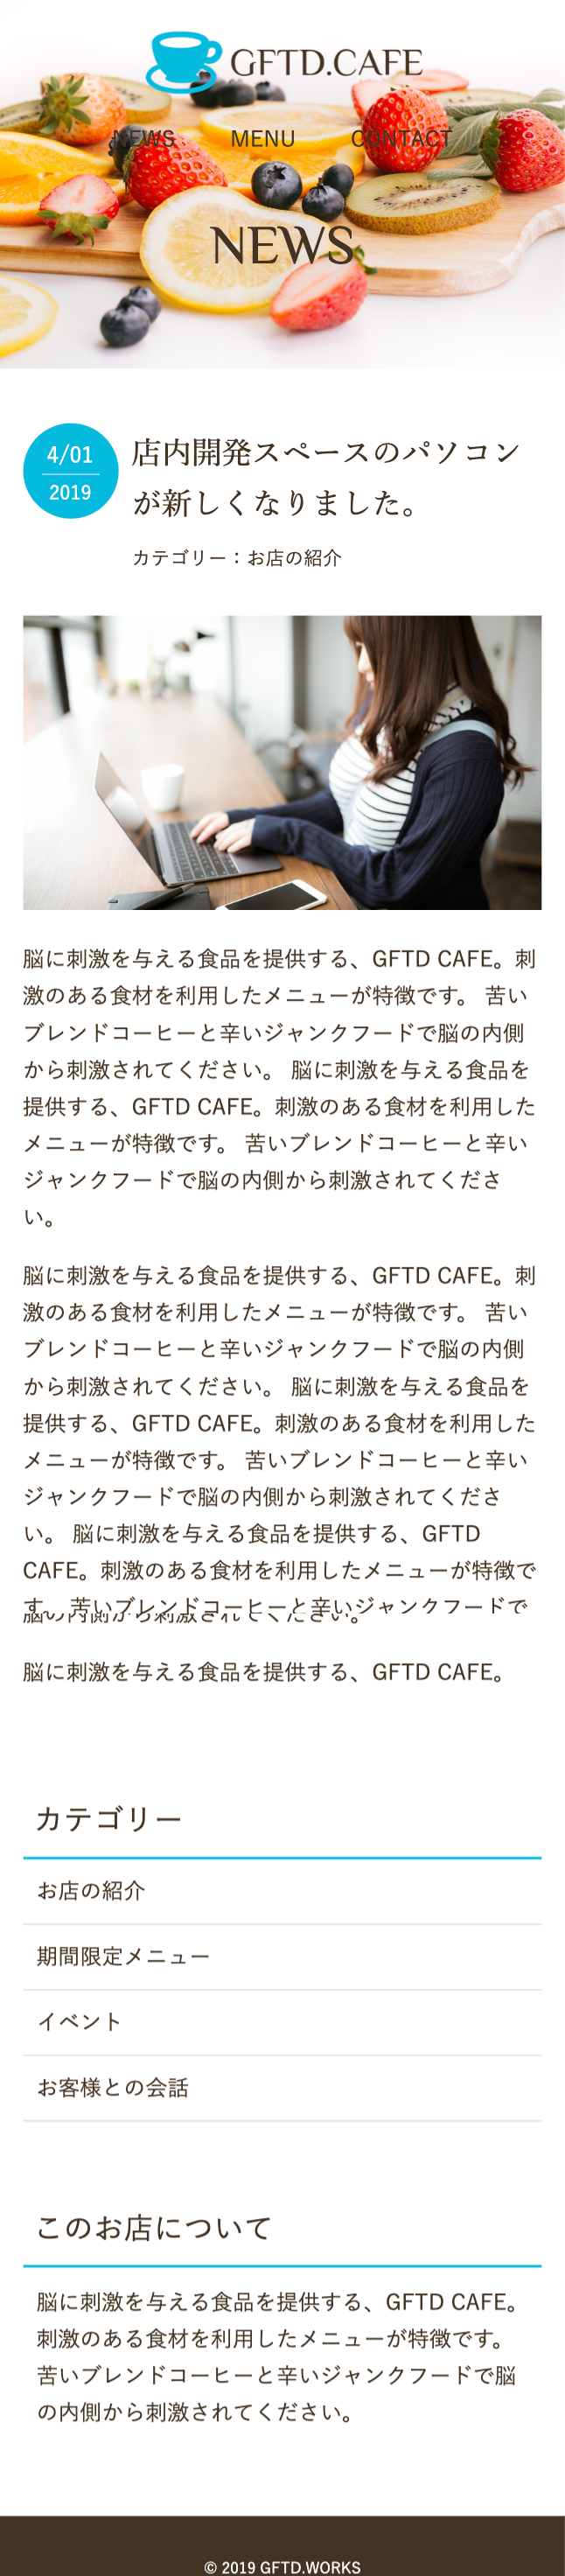 GFTD.CAFE
NEWS MENU CONTACT
NEWS
4/01
2019
店内開発スペースのパソコン
が新しくなりました。
カテゴリー：お店の紹介
脳に刺激を与える食品を提供する、GFTD CAFE。刺
激のある食材を利用したメニューが特徴です。 苦い
ブレンドコーヒーと辛いジャンクフードで脳の内側
から刺激されてください。 脳に刺激を与える食品を
提供する、GFTD CAFE。刺激のある食材を利用した
メニューが特徴です。 苦いブレンドコーヒーと辛い
ジャンクフードで脳の内側から刺激されてくださ
い。
脳に刺激を与える食品を提供する、GFTD CAFE。刺
激のある食材を利用したメニューが特徴です。 苦い
ブレンドコーヒーと辛いジャンクフードで脳の内側
から刺激されてください。 脳に刺激を与える食品を
提供する、GFTD CAFE。刺激のある食材を利用した
メニューが特徴です。 苦いブレンドコーヒーと辛い
ジャンクフードで脳の内側から刺激されてくださ
い。 脳に刺激を与える食品を提供する、GFTD
CAFE。刺激のある食材を利用したメニューが特徴で
す。 苦いブレンドコーヒーと辛いジャンクフードで
脳の内側から刺激されてください。
脳に刺激を与える食品を提供する、GFTD CAFE。
カテゴリー
お店の紹介
期間限定メニュー
イベント
お客様との会話
このお店について
脳に刺激を与える食品を提供する、GFTD CAFE。
刺激のある食材を利用したメニューが特徴です。
苦いブレンドコーヒーと辛いジャンクフードで脳
の内側から刺激されてください。
© 2019 GFTD.WORKS